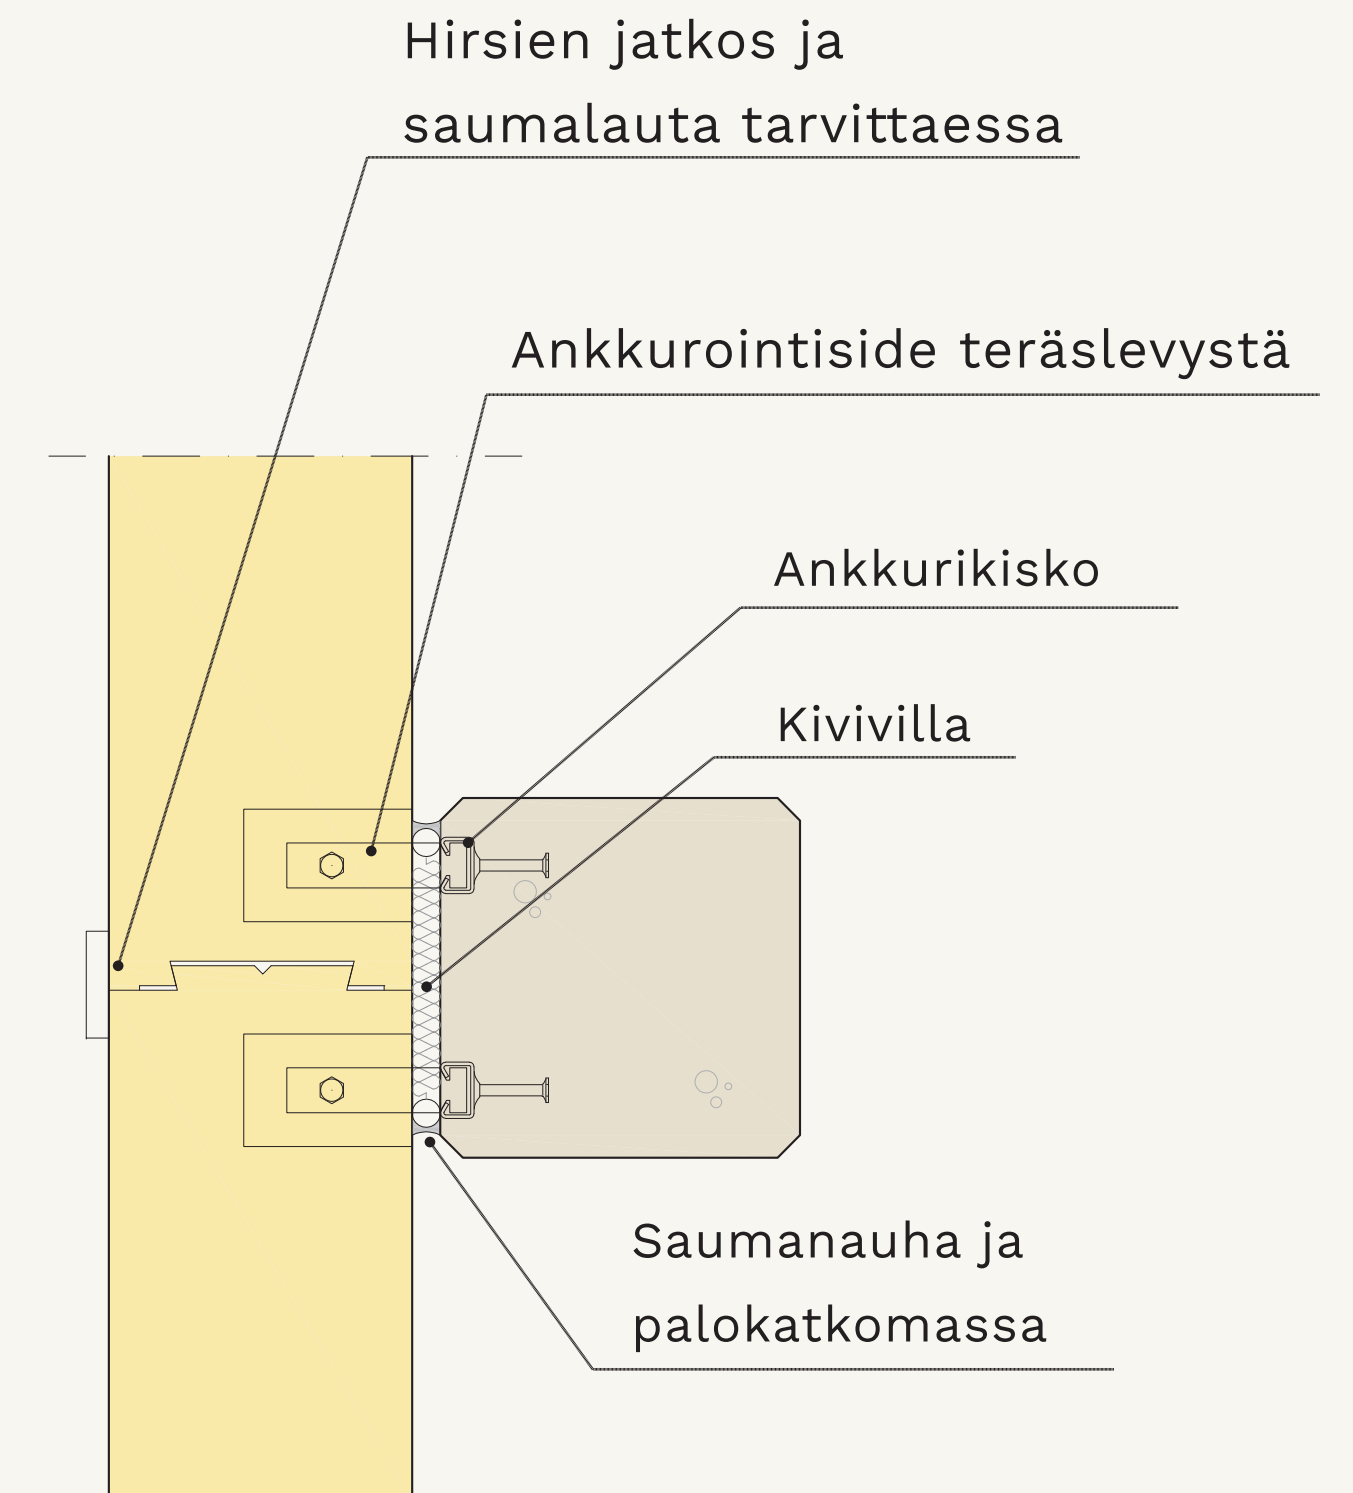 Hirsien jatkos ja
saumalauta tarvittaessa
Ankkurointiside teräslevystä
Ankkurikisko
Kivivilla
Saumanauha ja
palokatkomassa